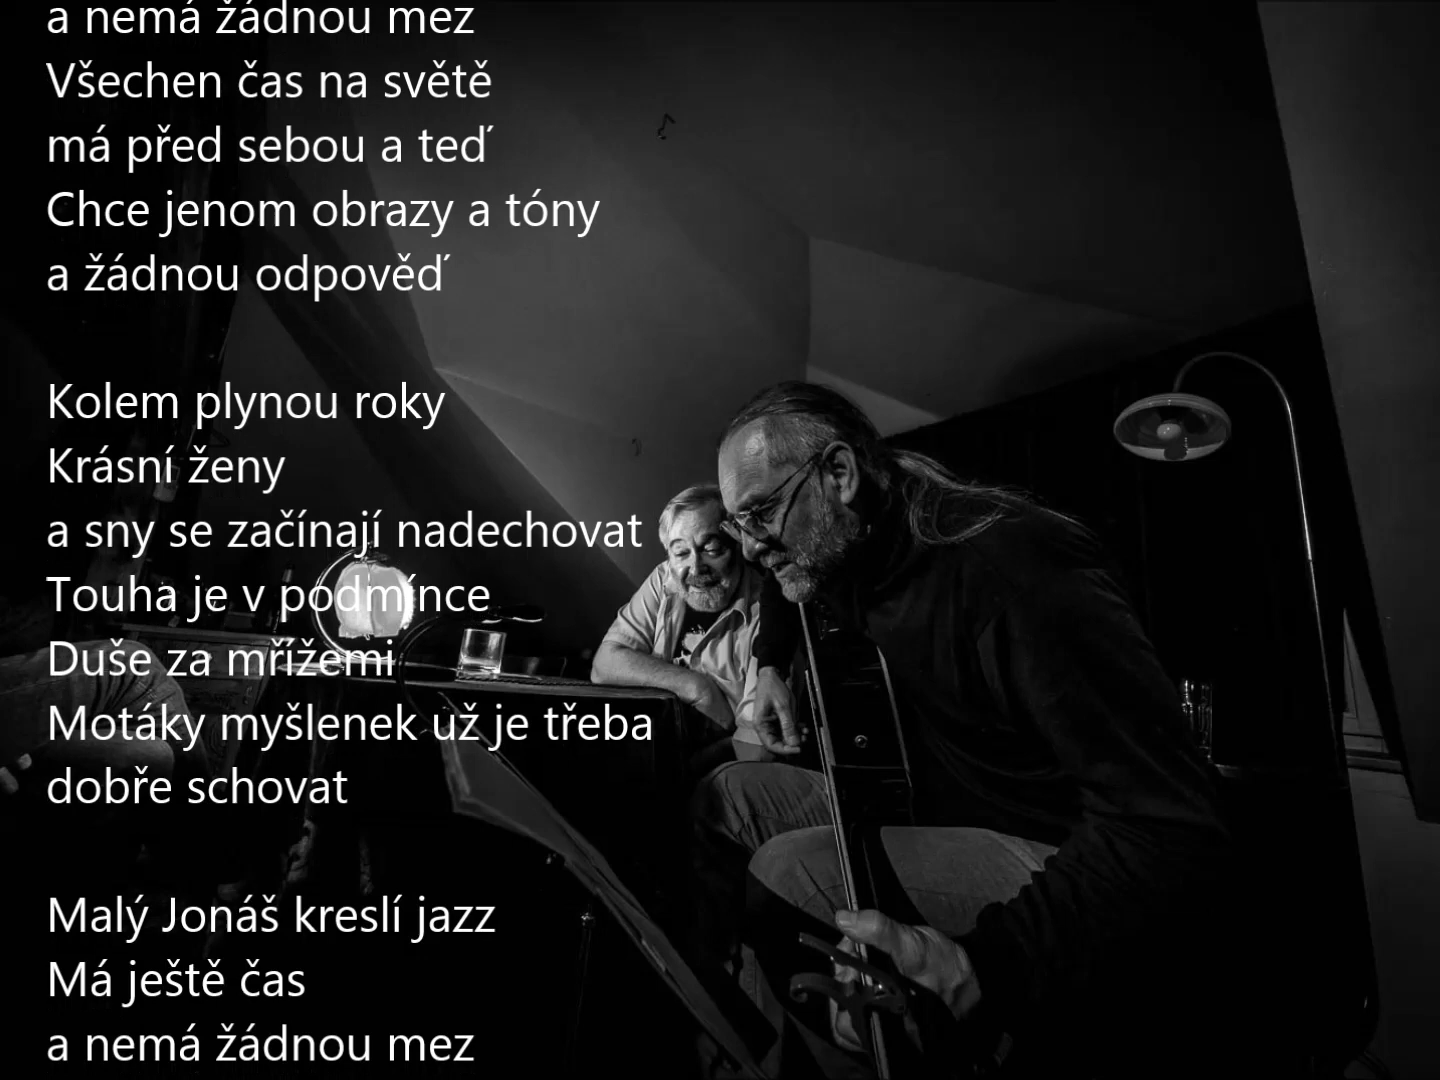 a nemá žádnou mez
Všechen čas na světě
má před sebou a teď
Chce jenom obrazy a tóny
a žádnou odpověď
Kolem plynou roky
Krásní ženy
a sny se začínají nadechovat
Touha je v podmínce
Duše za mřížemi
Motáky myšlenek už je třeba
dobře schovat
Malý Jonáš kreslí jazz
Má ještě čas
a nemá žádnou mez